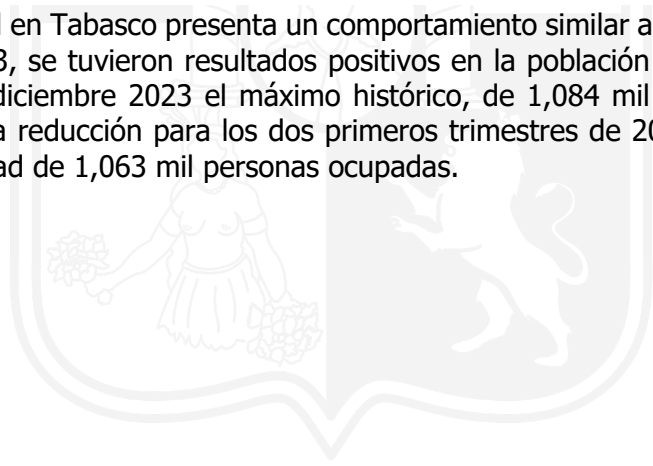 en Tabasco presenta un comportamiento similar a
3, se tuvieron resultados positivos en la población
diciembre 2023 el máximo histórico, de 1,084 mil
a reducción para los dos primeros trimestres de 20
ad de 1,063 mil personas ocupadas.